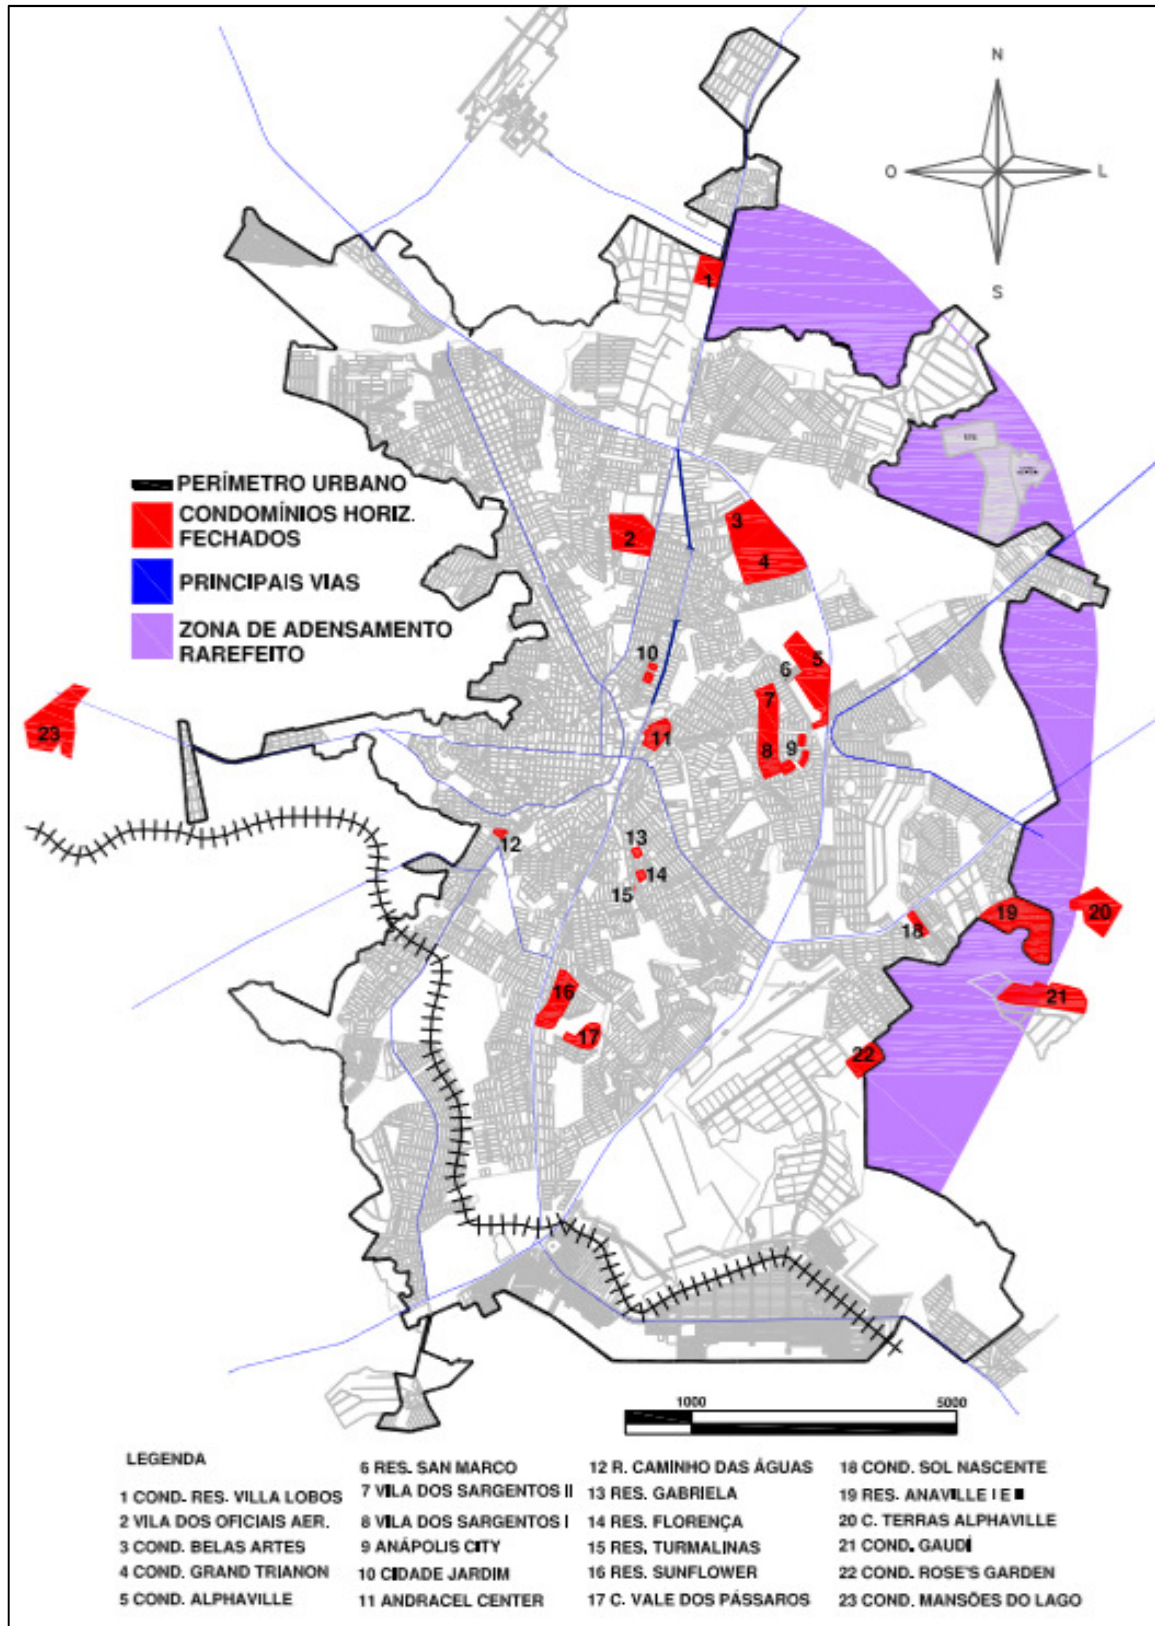 N
O
L
S
1
PERÍMETRO URBANO
CONDOMÍNIOS HORIZ.
FECHADOS
PRINCIPAIS VIAS
ZONA DE ADENSAMENTO
RAREFEITO
2
3
4
10
6
5
7
23
11
8
9
12
13
14
15
19
20
18
16
21
17
22
1000
5000
LEGENDA
1 COND. RES. VILLA LOBOS
2 VILA DOS OFICIAIS AER.
3 COND. BELAS ARTES
4 COND. GRAND TRIANON
5 COND. ALPHAVILLE
6 RES. SAN MARCO
7 VILA DOS SARGENTOS II
8 VILA DOS SARGENTOS I
9 ANÁPOLIS CITY
10 CIDADE JARDIM
11 ANDRACEL CENTER
12 R. CAMINHO DAS ÁGUAS
13 RES. GABRIELA
14 RES. FLORENÇA
15 RES. TURMALINAS
16 RES. SUNFLOWER
17 C. VALE DOS PÁSSAROS
18 COND. SOL NASCENTE
19 RES. ANAVILLE I E II
20 C. TERRAS ALPHAVILLE
21 COND. GAUDÍ
22 COND. ROSE'S GARDEN
23 COND. MANSÕES DO LAGO